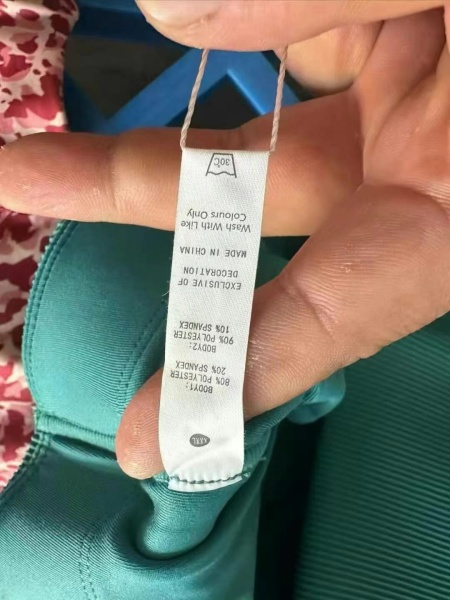 BODY1:
80% POLYESTER
20% SPANDEX
BODY2:
90% POLYESTER
10% SPANDEX
EXCLUSIVE OF
DECORATION
MADE IN CHINA
Wash With Like
Colours Only
30℃